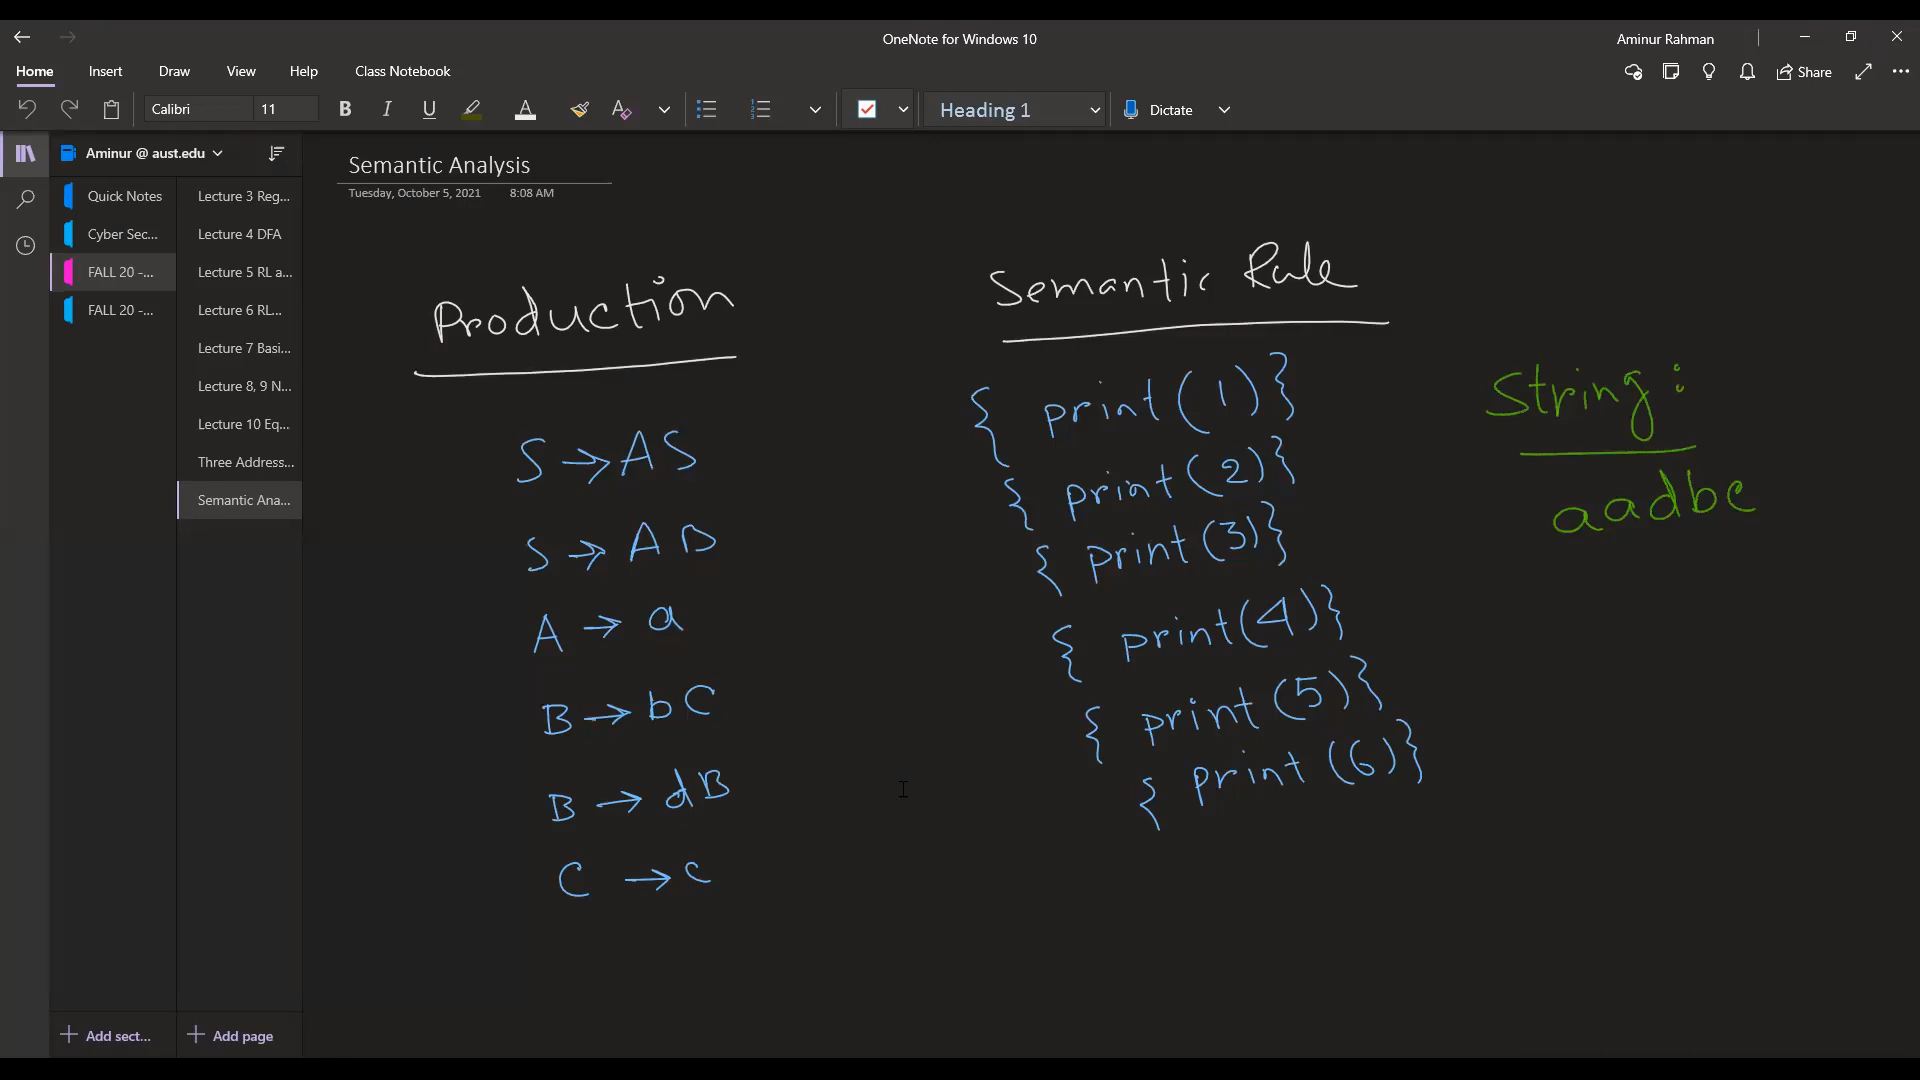 OneNote for Windows 10
Aminur Rahman
Home Insert Draw View Help Class Notebook
Share
Calibri 11 B I U A A Heading 1 Dictate
Aminur @ aust.edu
Quick Notes
Cyber Sec...
FALL 20 -...
FALL 20 -...
Lecture 3 Reg...
Lecture 4 DFA
Lecture 5 RL a...
Lecture 6 RL...
Lecture 7 Basi...
Lecture 8, 9 N...
Lecture 10 Eq...
Three Address...
Semantic Ana...
Add sect...
Add page
Semantic Analysis
Tuesday, October 5, 2021 8:08 AM
Production
S → AS
S → AB
A → a
B → bC
B → dB
C → c
Semantic Rule
{ print (1) }
{ print (2) }
{ print (3) }
{ print (4) }
{ print (5) }
{ print (6) }
String :
aadbc